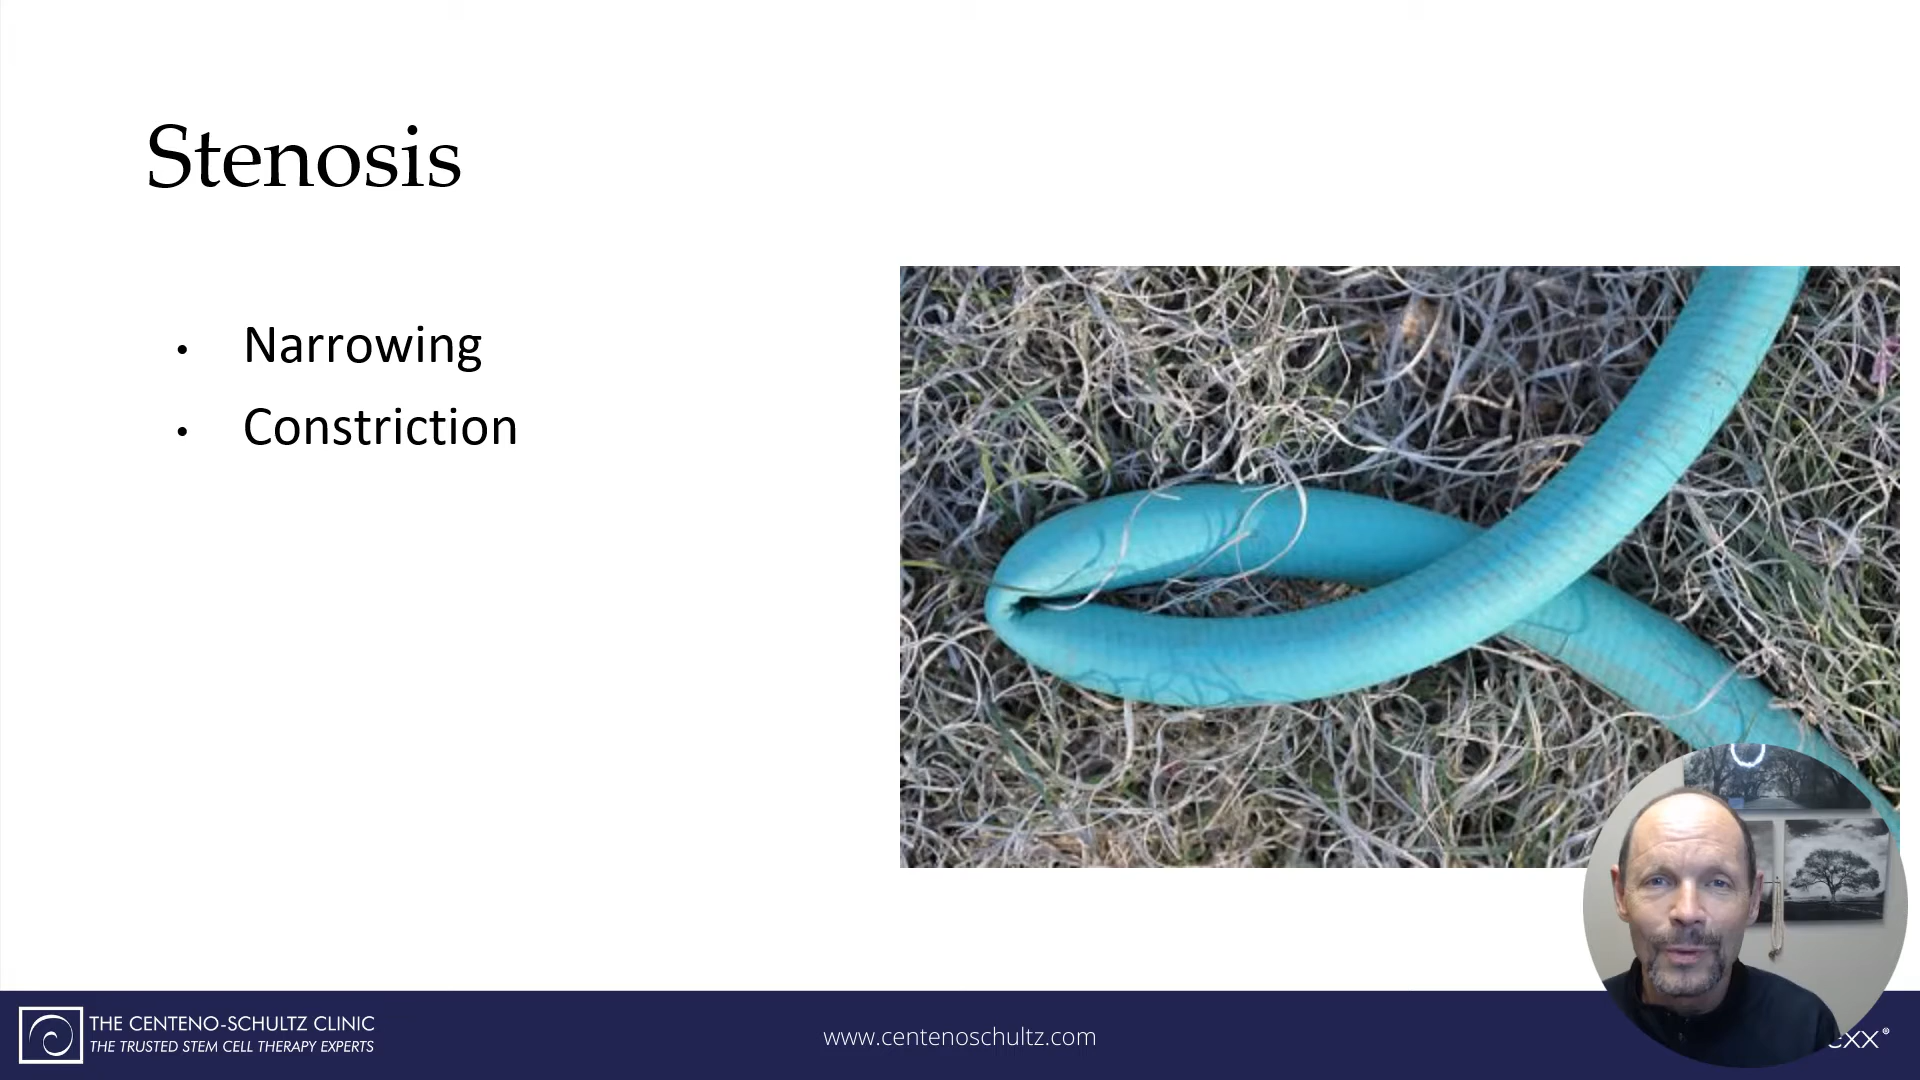 Stenosis
• Narrowing
• Constriction
THE CENTENO-SCHULTZ CLINIC
THE TRUSTED STEM CELL THERAPY EXPERTS
www.centenoschultz.com